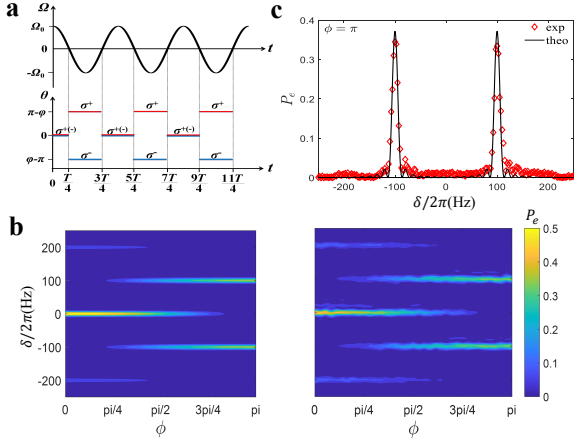 a
Ω
Ω₀
0
-Ω₀
t
θ
π-φ
0
φ-π
σ⁺
σ⁺
σ⁺
σ⁺⁽⁻⁾
σ⁺⁽⁻⁾
σ⁺⁽⁻⁾
σ⁻
σ⁻
σ⁻
t
0 T/4 3T/4 5T/4 7T/4 9T/4 11T/4
c
ϕ = π
exp
theo
P_e
0.4
0.3
0.2
0.1
0
-200 -100 0 100 200
δ/2π(Hz)
b
δ/2π(Hz)
200
100
0
-100
-200
0 pi/4 pi/2 3pi/4 pi
ϕ
0 pi/4 pi/2 3pi/4 pi
ϕ
P_e
0.5
0.4
0.3
0.2
0.1
0